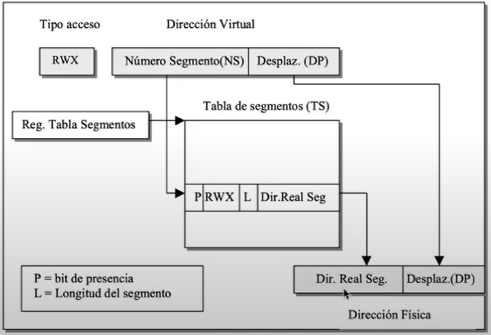 Tipo acceso
Dirección Virtual
RWX
Número Segmento(NS)
Desplaz. (DP)
Tabla de segmentos (TS)
Reg. Tabla Segmentos
P
RWX
L
Dir.Real Seg
P = bit de presencia
L = Longitud del segmento
Dir. Real Seg.
Desplaz.(DP)
Dirección Física